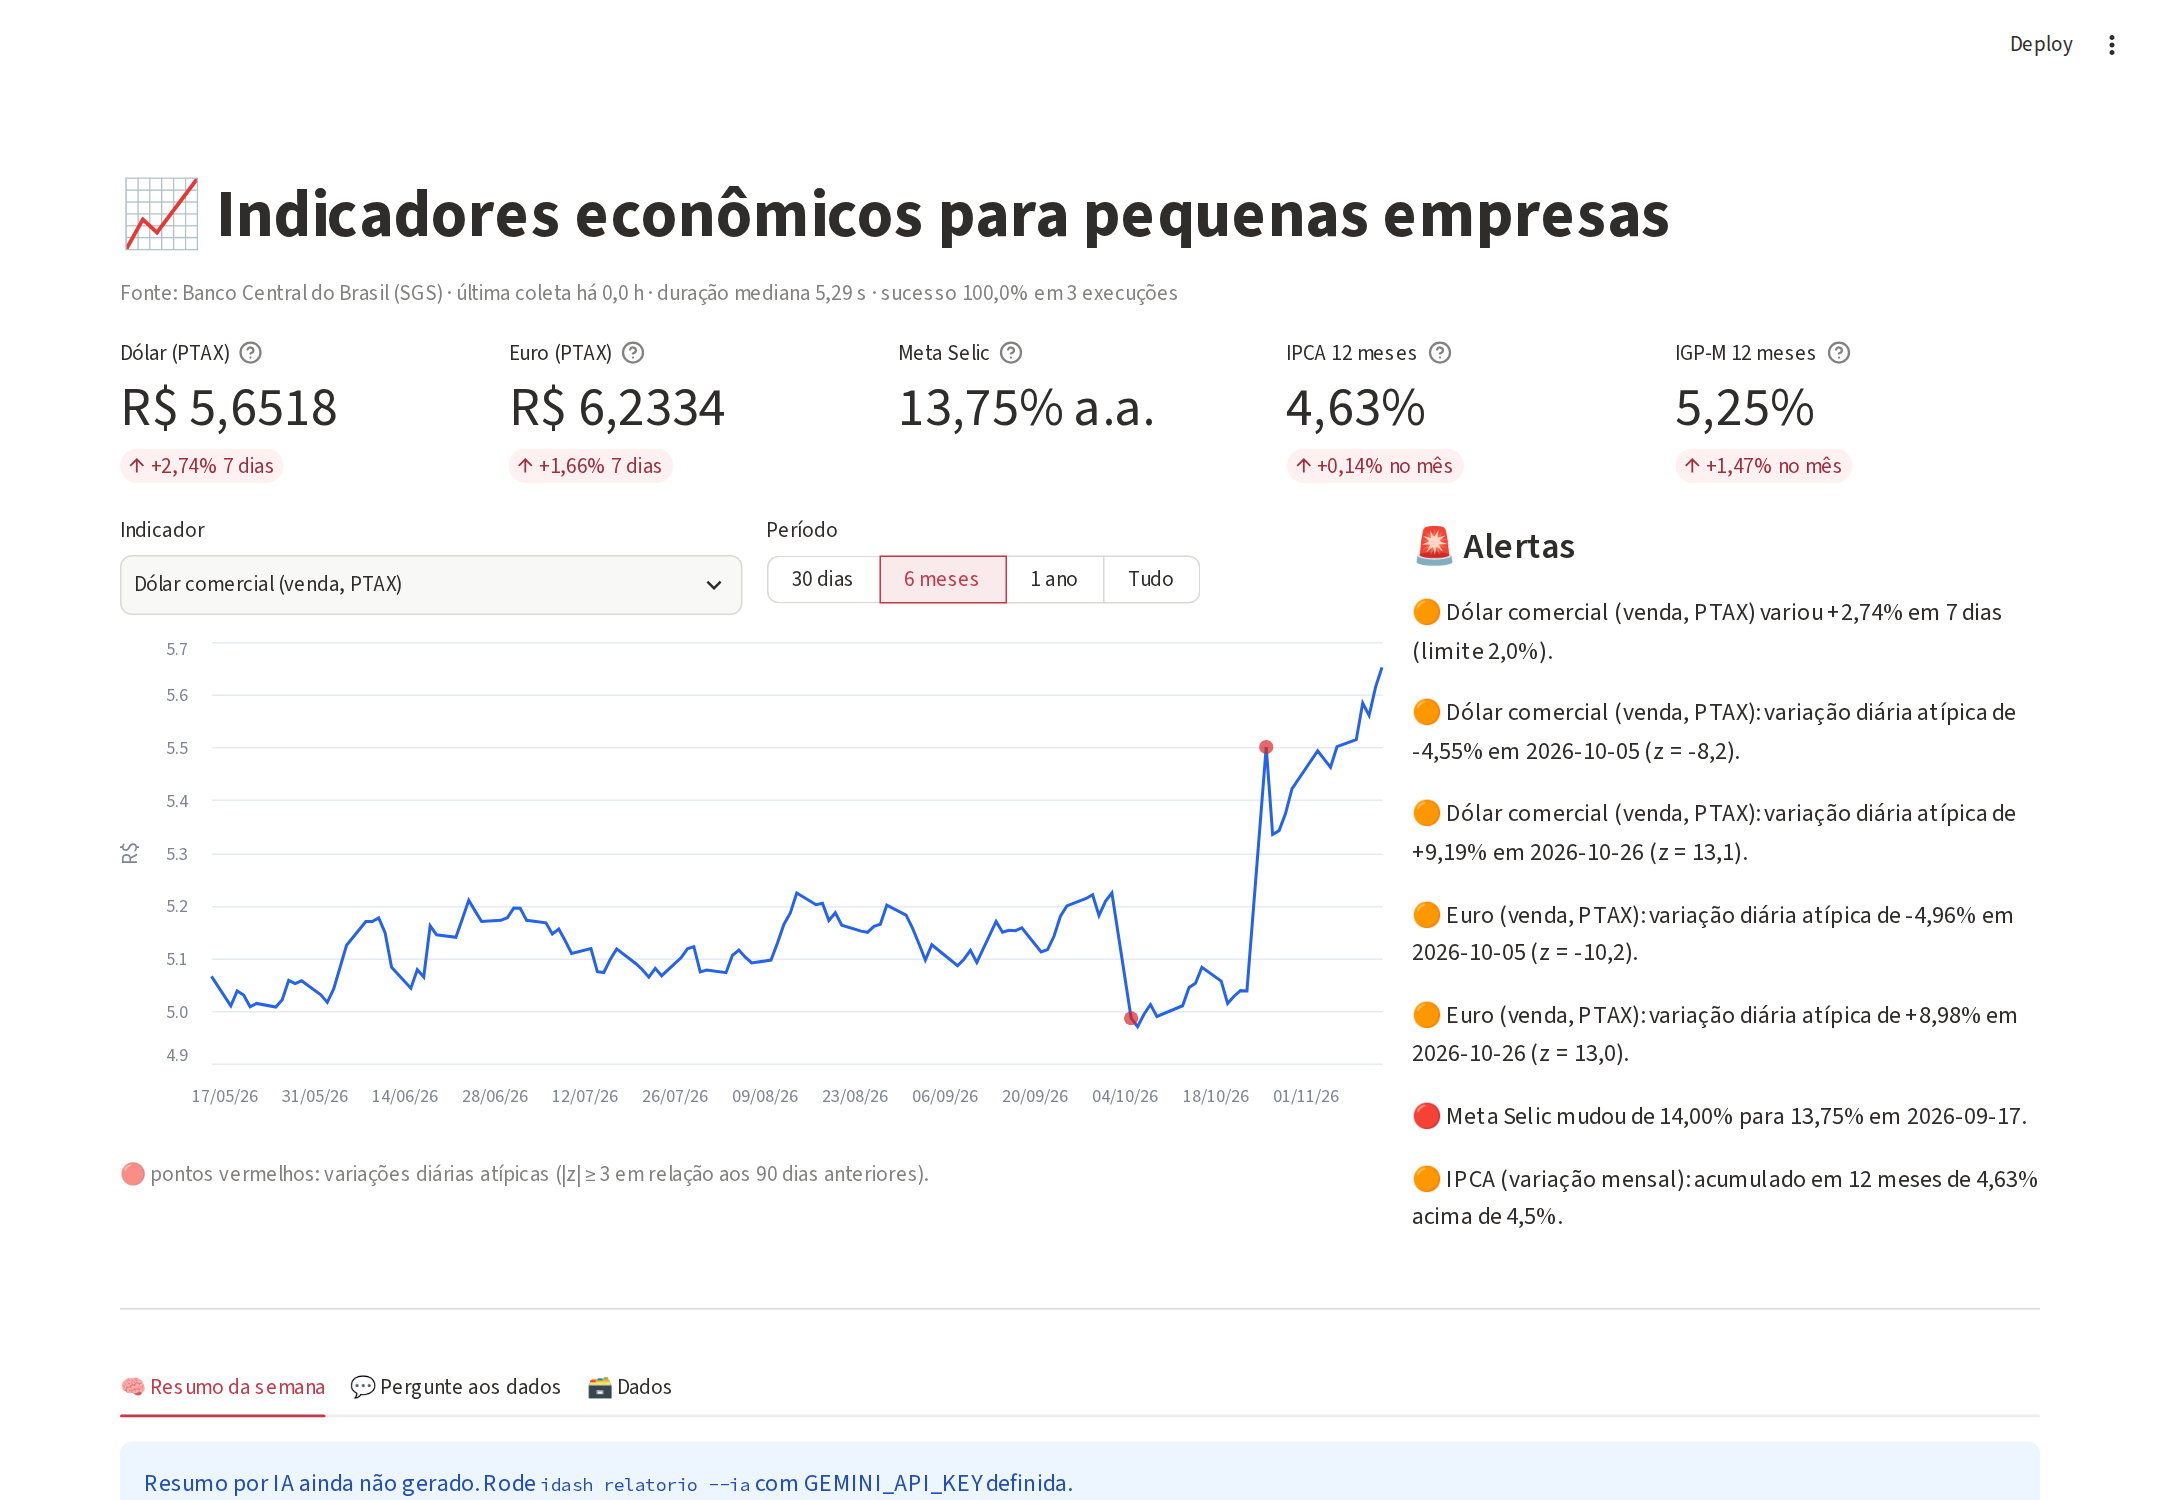 Deploy
Indicadores econômicos para pequenas empresas
Fonte: Banco Central do Brasil (SGS) · última coleta há 0,0 h · duração mediana 5,29 s · sucesso 100,0% em 3 execuções
Dólar (PTAX)
R$ 5,6518
+2,74% 7 dias
Euro (PTAX)
R$ 6,2334
+1,66% 7 dias
Meta Selic
13,75% a.a.
IPCA 12 meses
4,63%
+0,14% no mês
IGP-M 12 meses
5,25%
+1,47% no mês
Indicador
Dólar comercial (venda, PTAX)
Período
30 dias
6 meses
1 ano
Tudo
5.7
5.6
5.5
5.4
5.3
5.2
5.1
5.0
4.9
R$
17/05/26
31/05/26
14/06/26
28/06/26
12/07/26
26/07/26
09/08/26
23/08/26
06/09/26
20/09/26
04/10/26
18/10/26
01/11/26
pontos vermelhos: variações diárias atípicas (|z| ≥ 3 em relação aos 90 dias anteriores).
Alertas
Dólar comercial (venda, PTAX) variou +2,74% em 7 dias
(limite 2,0%).
Dólar comercial (venda, PTAX): variação diária atípica de
-4,55% em 2026-10-05 (z = -8,2).
Dólar comercial (venda, PTAX): variação diária atípica de
+9,19% em 2026-10-26 (z = 13,1).
Euro (venda, PTAX): variação diária atípica de -4,96% em
2026-10-05 (z = -10,2).
Euro (venda, PTAX): variação diária atípica de +8,98% em
2026-10-26 (z = 13,0).
Meta Selic mudou de 14,00% para 13,75% em 2026-09-17.
IPCA (variação mensal): acumulado em 12 meses de 4,63%
acima de 4,5%.
Resumo da semana
Pergunte aos dados
Dados
Resumo por IA ainda não gerado. Rode idash relatorio --ia com GEMINI_API_KEY definida.